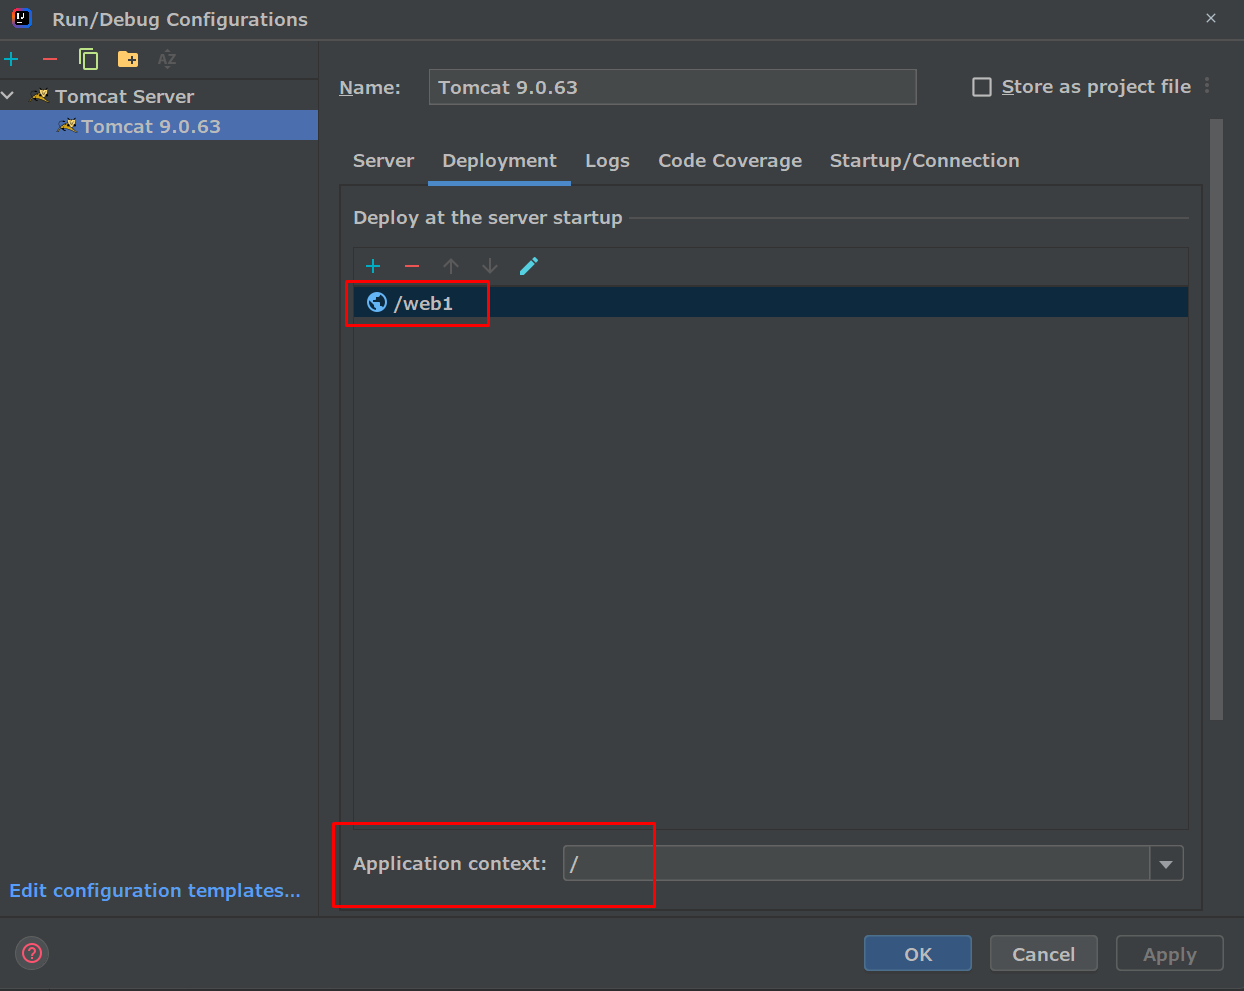 Run/Debug Configurations
Tomcat Server
Tomcat 9.0.63
Edit configuration templates...
Name: Tomcat 9.0.63
Store as project file
Server Deployment Logs Code Coverage Startup/Connection
Deploy at the server startup
/web1
Application context: /
OK Cancel Apply